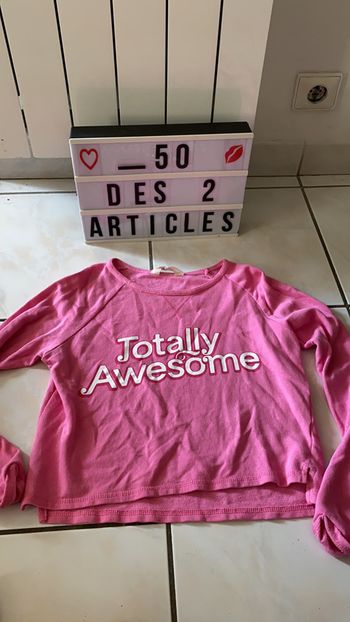 _50
DES 2
ARTICLES
Totally
Awesome